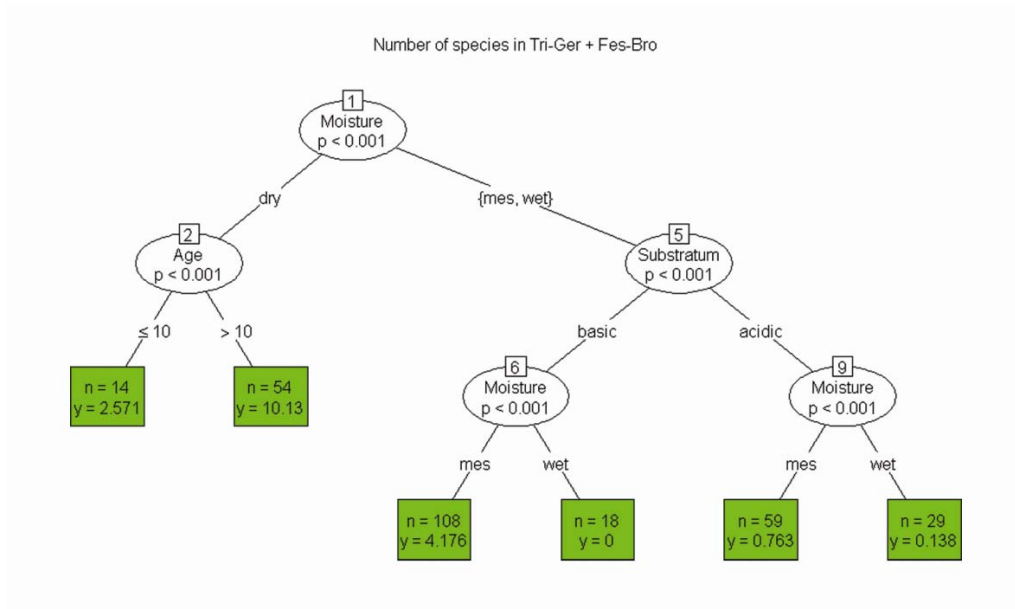 Number of species in Tri-Ger + Fes-Bro
1
Moisture
p < 0.001
dry
{mes, wet}
2
Age
p < 0.001
5
Substratum
p < 0.001
≤ 10
> 10
basic
acidic
n = 14
y = 2.571
n = 54
y = 10.13
6
Moisture
p < 0.001
9
Moisture
p < 0.001
mes
wet
mes
wet
n = 108
y = 4.176
n = 18
y = 0
n = 59
y = 0.763
n = 29
y = 0.138